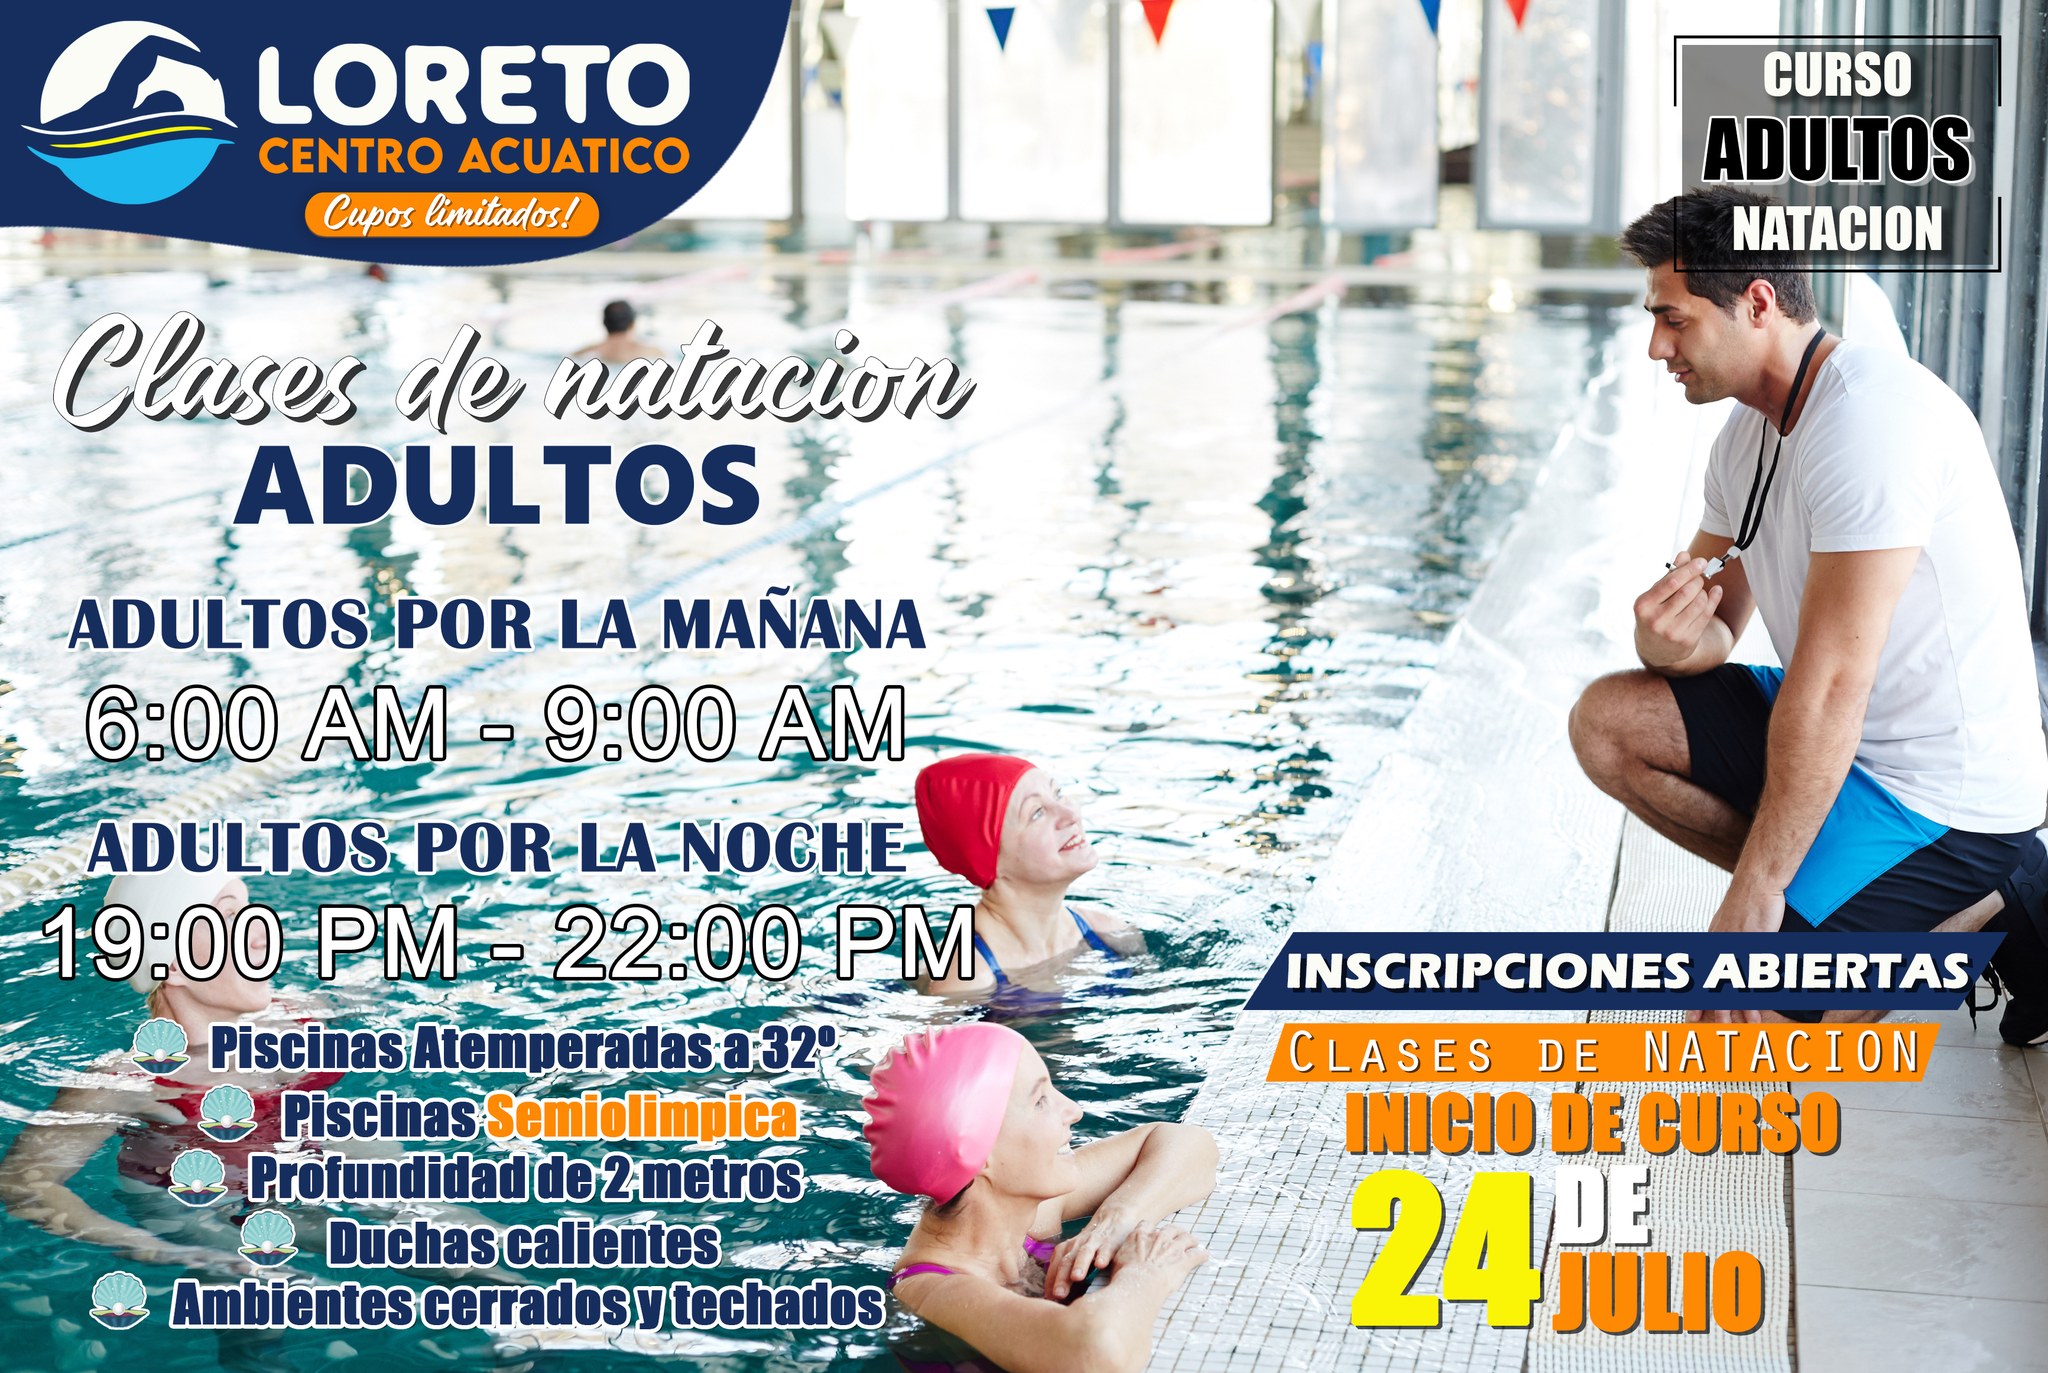 LORETO
CENTRO ACUATICO
Cupos limitados!
CURSO
ADULTOS
NATACION
Clases de natacion
ADULTOS
ADULTOS POR LA MAÑANA
6:00 AM - 9:00 AM
ADULTOS POR LA NOCHE
19:00 PM - 22:00 PM
Piscinas Atemperadas a 32º
Piscinas Semiolimpica
Profundidad de 2 metros
Duchas calientes
Ambientes cerrados y techados
INSCRIPCIONES ABIERTAS
CLASES DE NATACION
INICIO DE CURSO
24 DE
JULIO